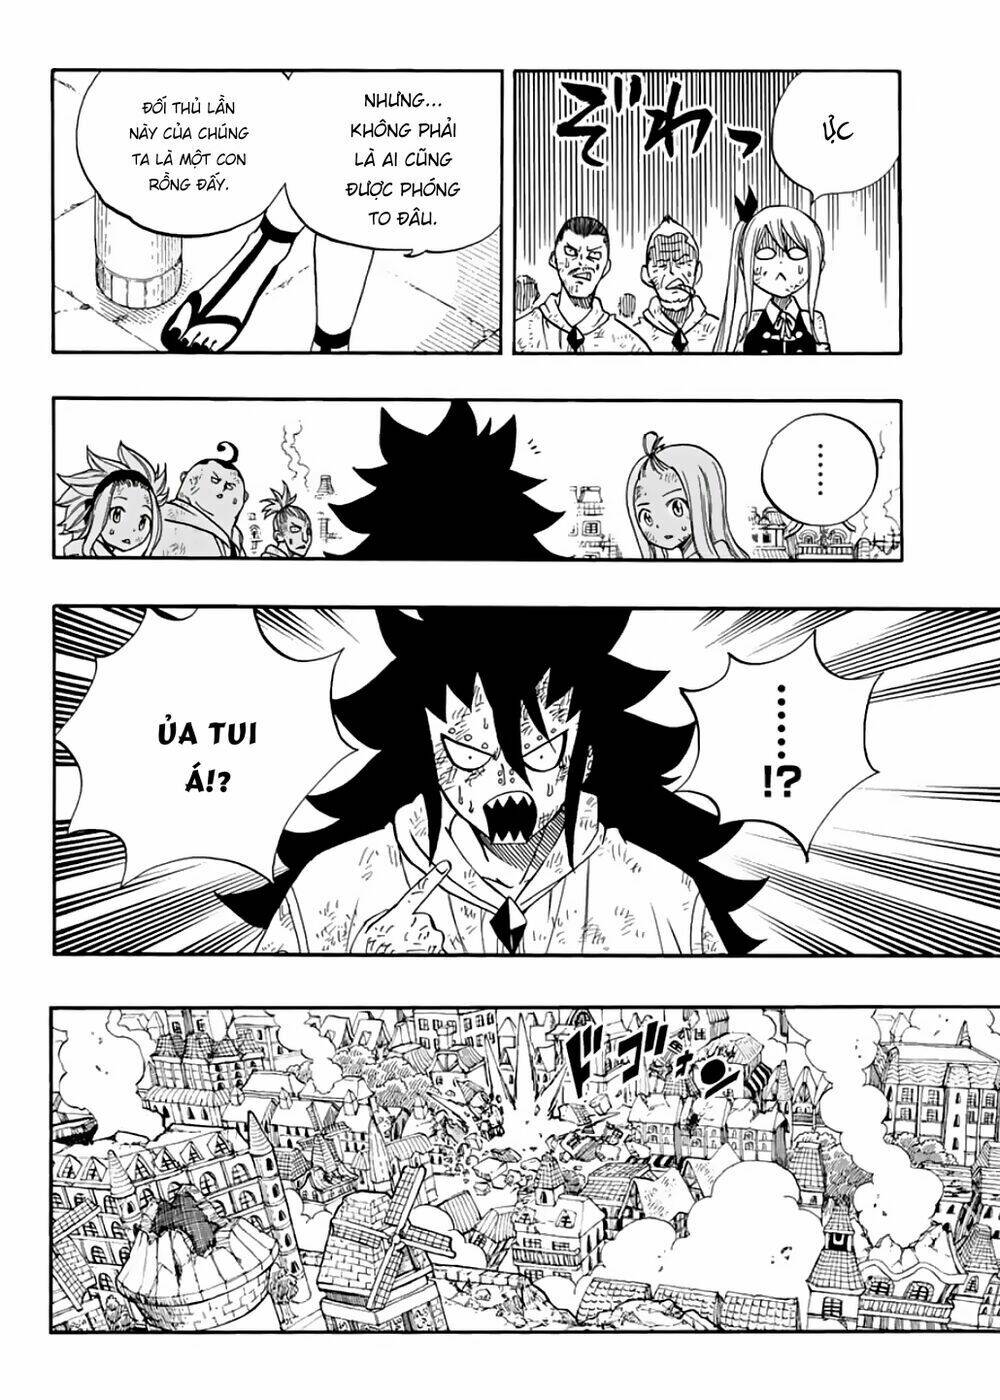 ỰC
ぞわっ
NHƯNG...
KHÔNG PHẢI
LÀ AI CŨNG
ĐƯỢC PHÓNG
TO ĐÂU.
ĐỐI THỦ LẦN
NÀY CỦA CHÚNG
TA LÀ MỘT CON
RỒNG ĐẤY.
......
......!?
ỦA TUI
Á!?
ドゴォン